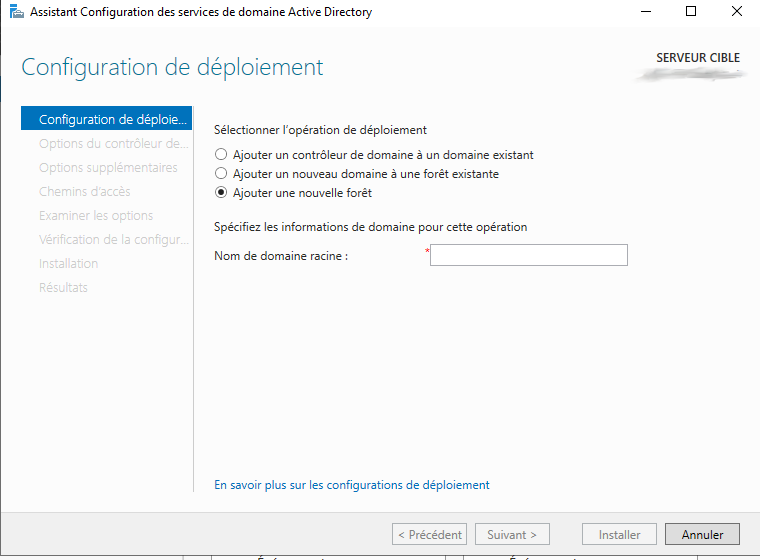 Assistant Configuration des services de domaine Active Directory
Configuration de déploiement
SERVEUR CIBLE
Configuration de déploie...
Options du contrôleur de...
Options supplémentaires
Chemins d'accès
Examiner les options
Vérification de la configur...
Installation
Résultats
Sélectionner l'opération de déploiement
Ajouter un contrôleur de domaine à un domaine existant
Ajouter un nouveau domaine à une forêt existante
Ajouter une nouvelle forêt
Spécifiez les informations de domaine pour cette opération
Nom de domaine racine :
*
En savoir plus sur les configurations de déploiement
< Précédent
Suivant >
Installer
Annuler